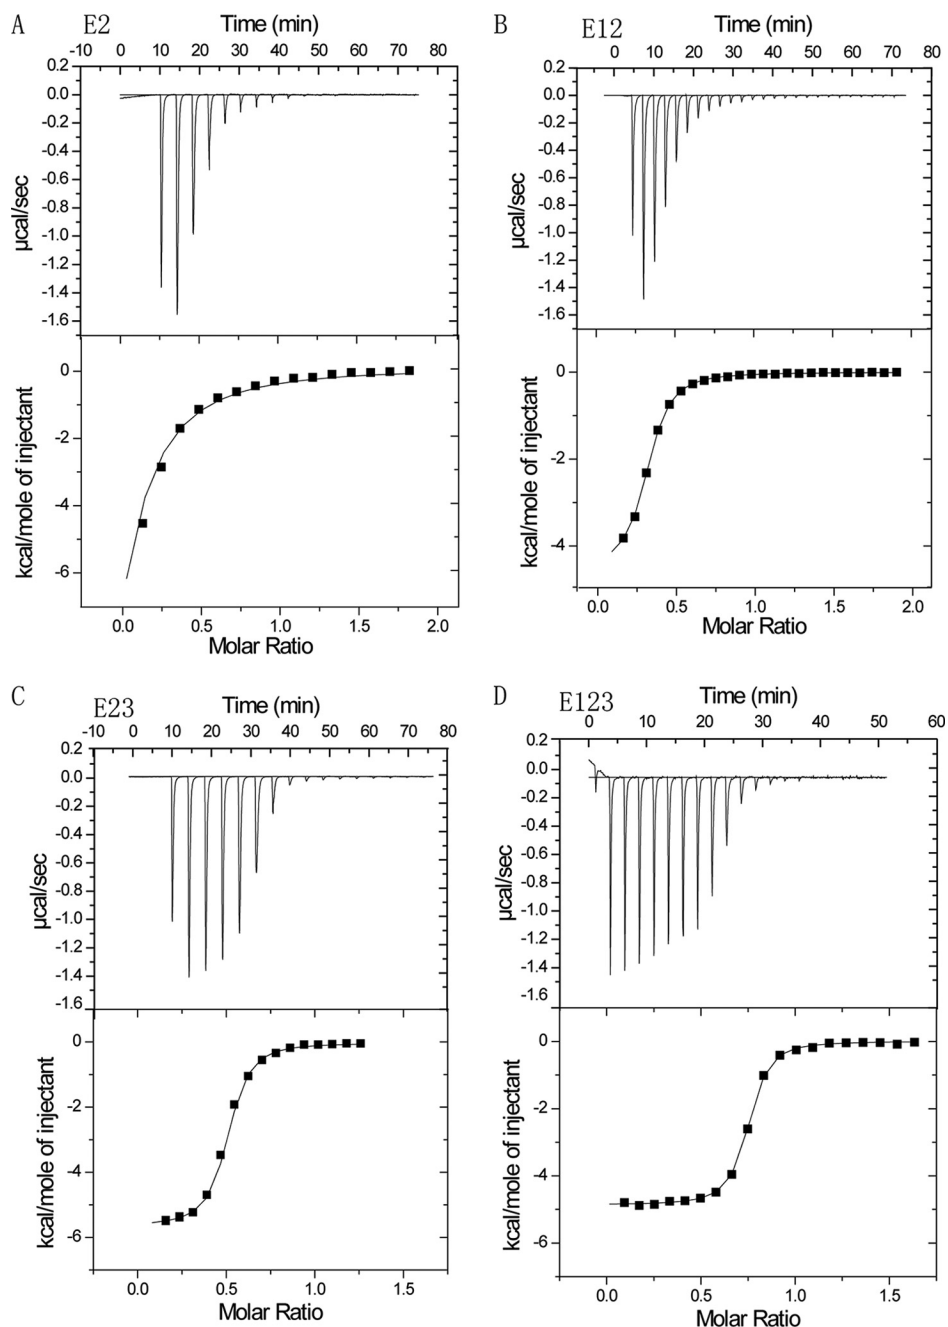 A E2 Time (min)
-10 0 10 20 30 40 50 60 70 80
0.2
0.0
-0.2
-0.4
-0.6
-0.8
-1.0
-1.2
-1.4
-1.6
µcal/sec
0
-2
-4
-6
kcal/mole of injectant
0.0 0.5 1.0 1.5 2.0
Molar Ratio
B E12 Time (min)
0 10 20 30 40 50 60 70 80
0.2
0.0
-0.2
-0.4
-0.6
-0.8
-1.0
-1.2
-1.4
-1.6
µcal/sec
0
-2
-4
kcal/mole of injectant
0.0 0.5 1.0 1.5 2.0
Molar Ratio
C E23 Time (min)
-10 0 10 20 30 40 50 60 70 80
0.2
0.0
-0.2
-0.4
-0.6
-0.8
-1.0
-1.2
-1.4
-1.6
µcal/sec
0
-2
-4
-6
kcal/mole of injectant
0.0 0.5 1.0 1.5
Molar Ratio
D E123 Time (min)
0 10 20 30 40 50 60
0.2
0.0
-0.2
-0.4
-0.6
-0.8
-1.0
-1.2
-1.4
-1.6
µcal/sec
0
-2
-4
-6
kcal/mole of injectant
0.0 0.5 1.0 1.5
Molar Ratio